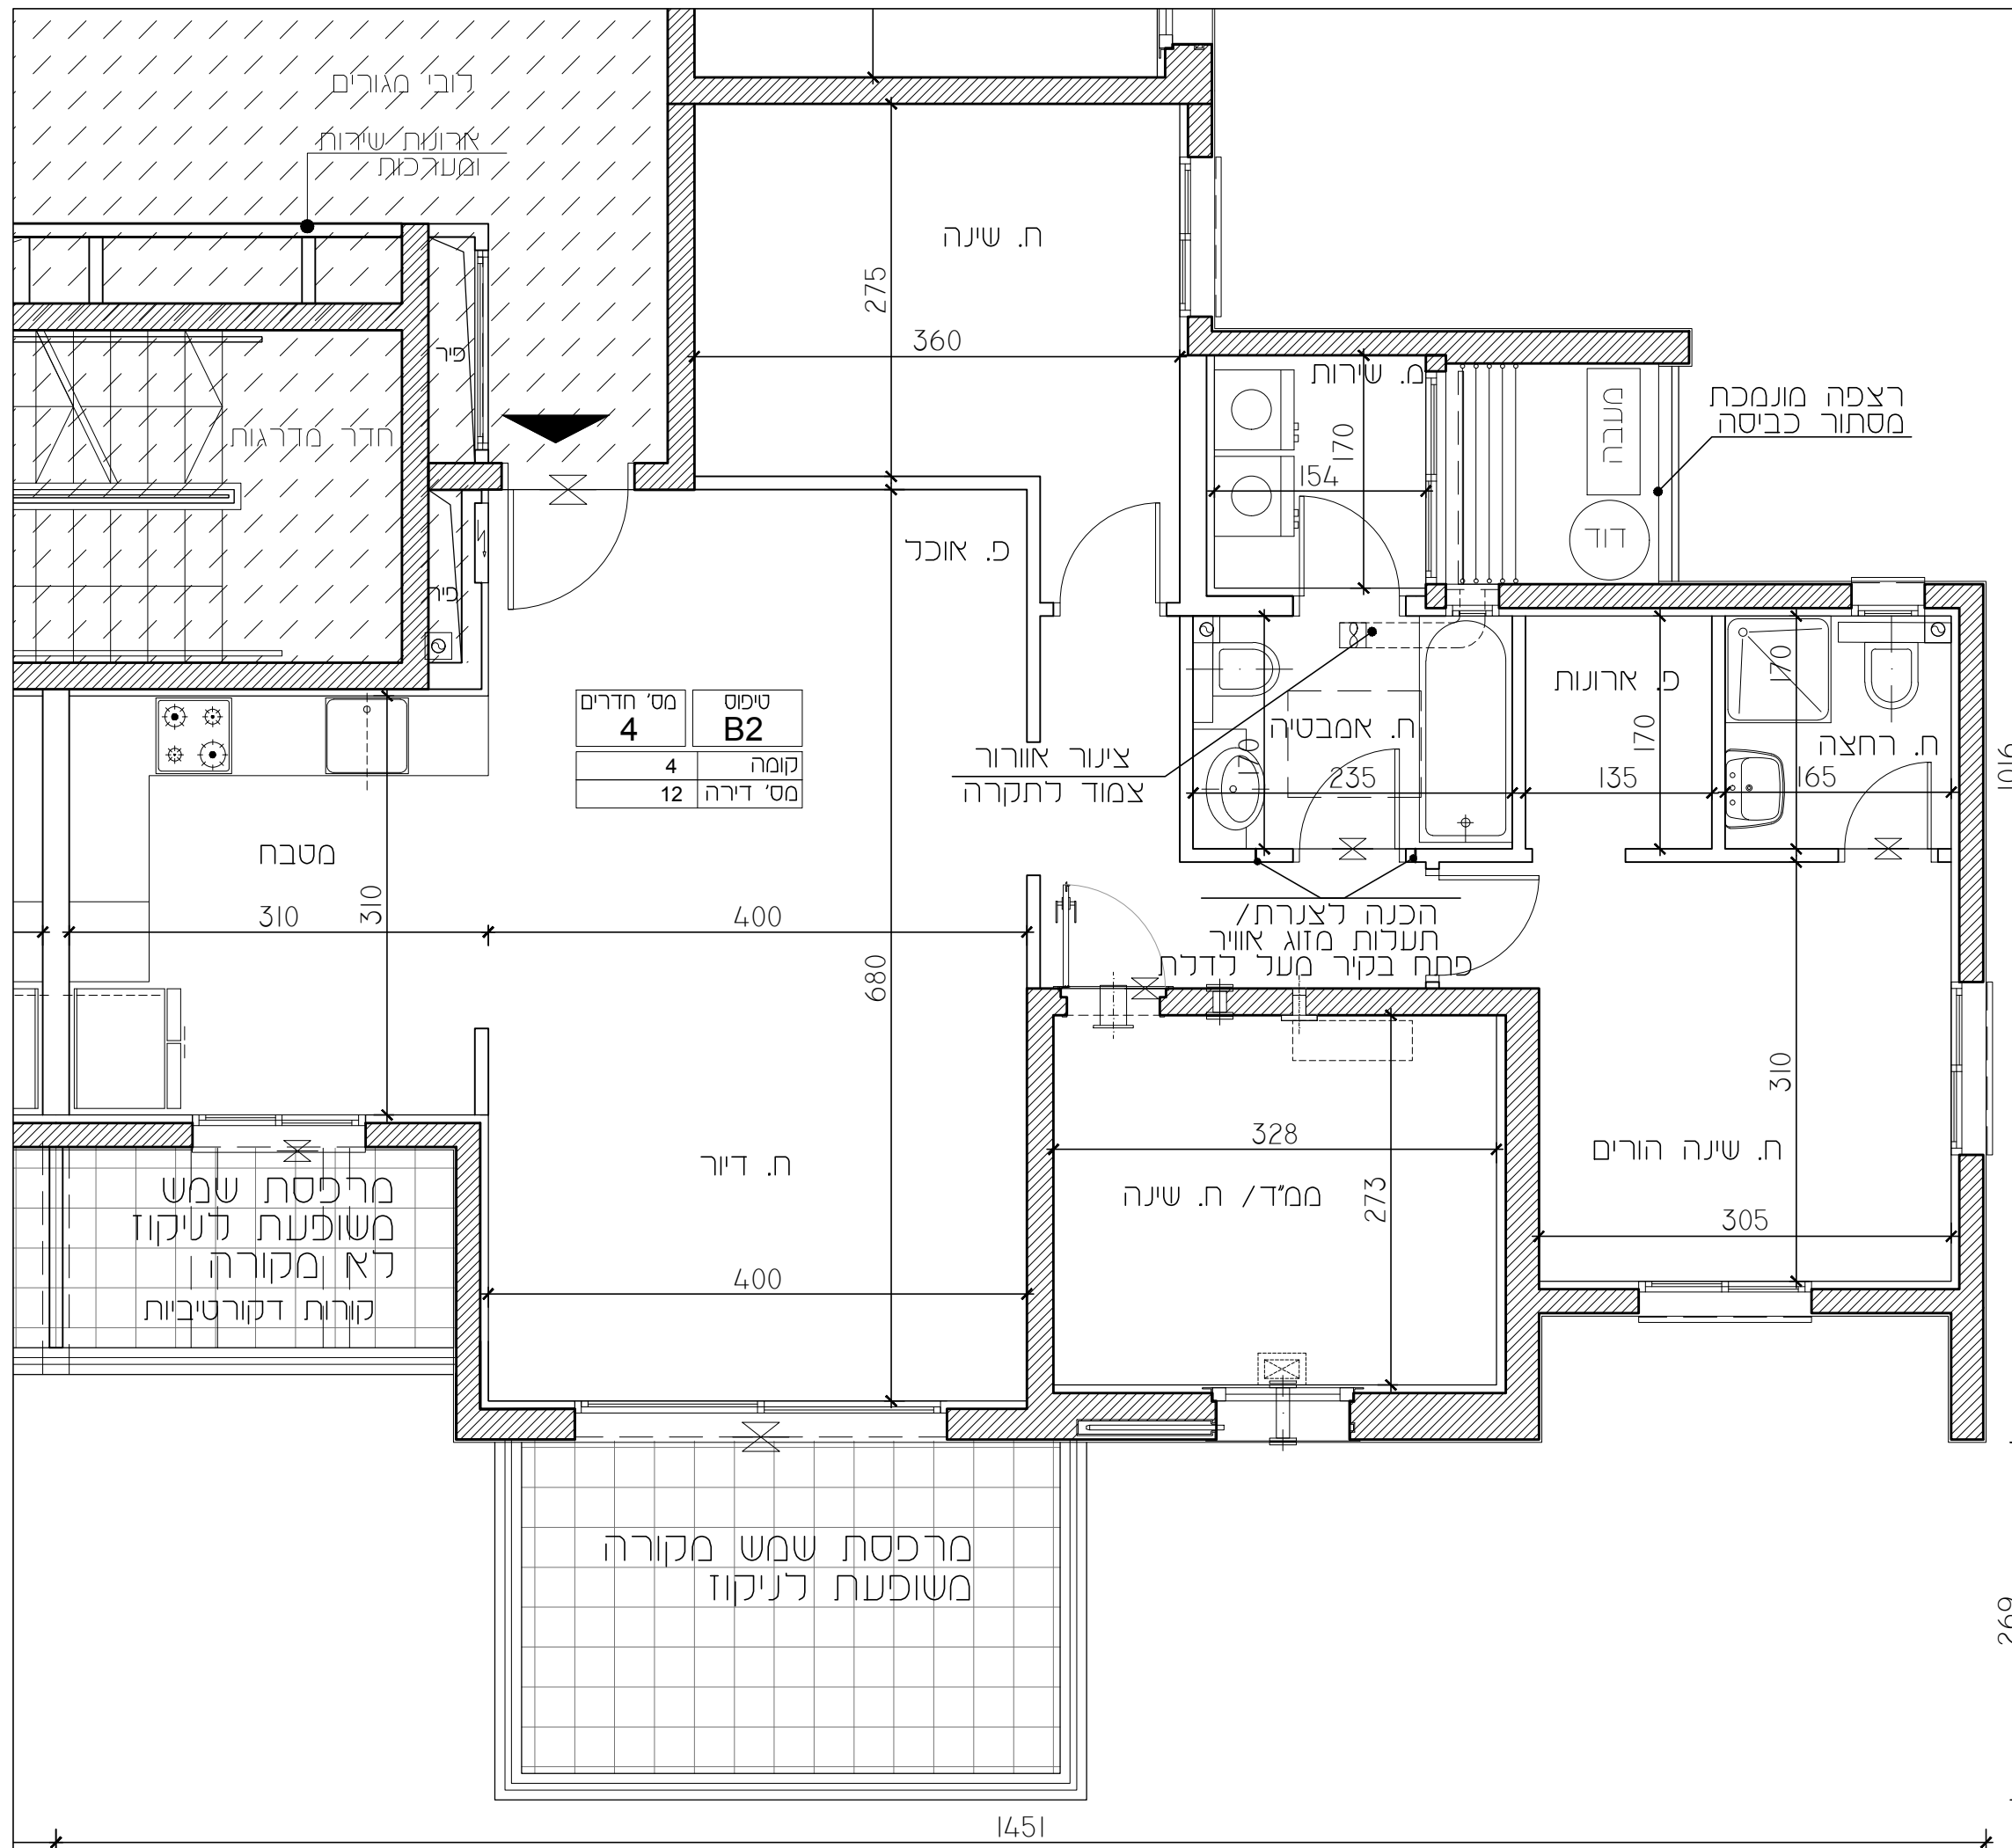 לובי מגורים
ארונות שירות
ומערכות
ח. שינה
275
360
פיר
חדר מדרגות
מ. שירות
170
154
מעבה
דוד
רצפה מונמכת
מסתור כביסה
פ. אוכל
פיר
טיפוס
B2
מס' חדרים
4
קומה 4
מס' דירה 12
צינור אוורור
צמוד לתקרה
ח. אמבטיה
170
235
פ. ארונות
170
135
170
ח. רחצה
165
1016
מטבח
310
310
400
680
הכנה לצנרת/
תעלות מזוג אוויר
פתח בקיר מעל לדלת
310
ח. שינה הורים
305
328
ממ"ד/ ח. שינה
273
ח. דיור
400
מרפסת שמש
משופעת לניקוז
לא מקורה
קורות דקורטיביות
מרפסת שמש מקורה
משופעת לניקוז
269
1451